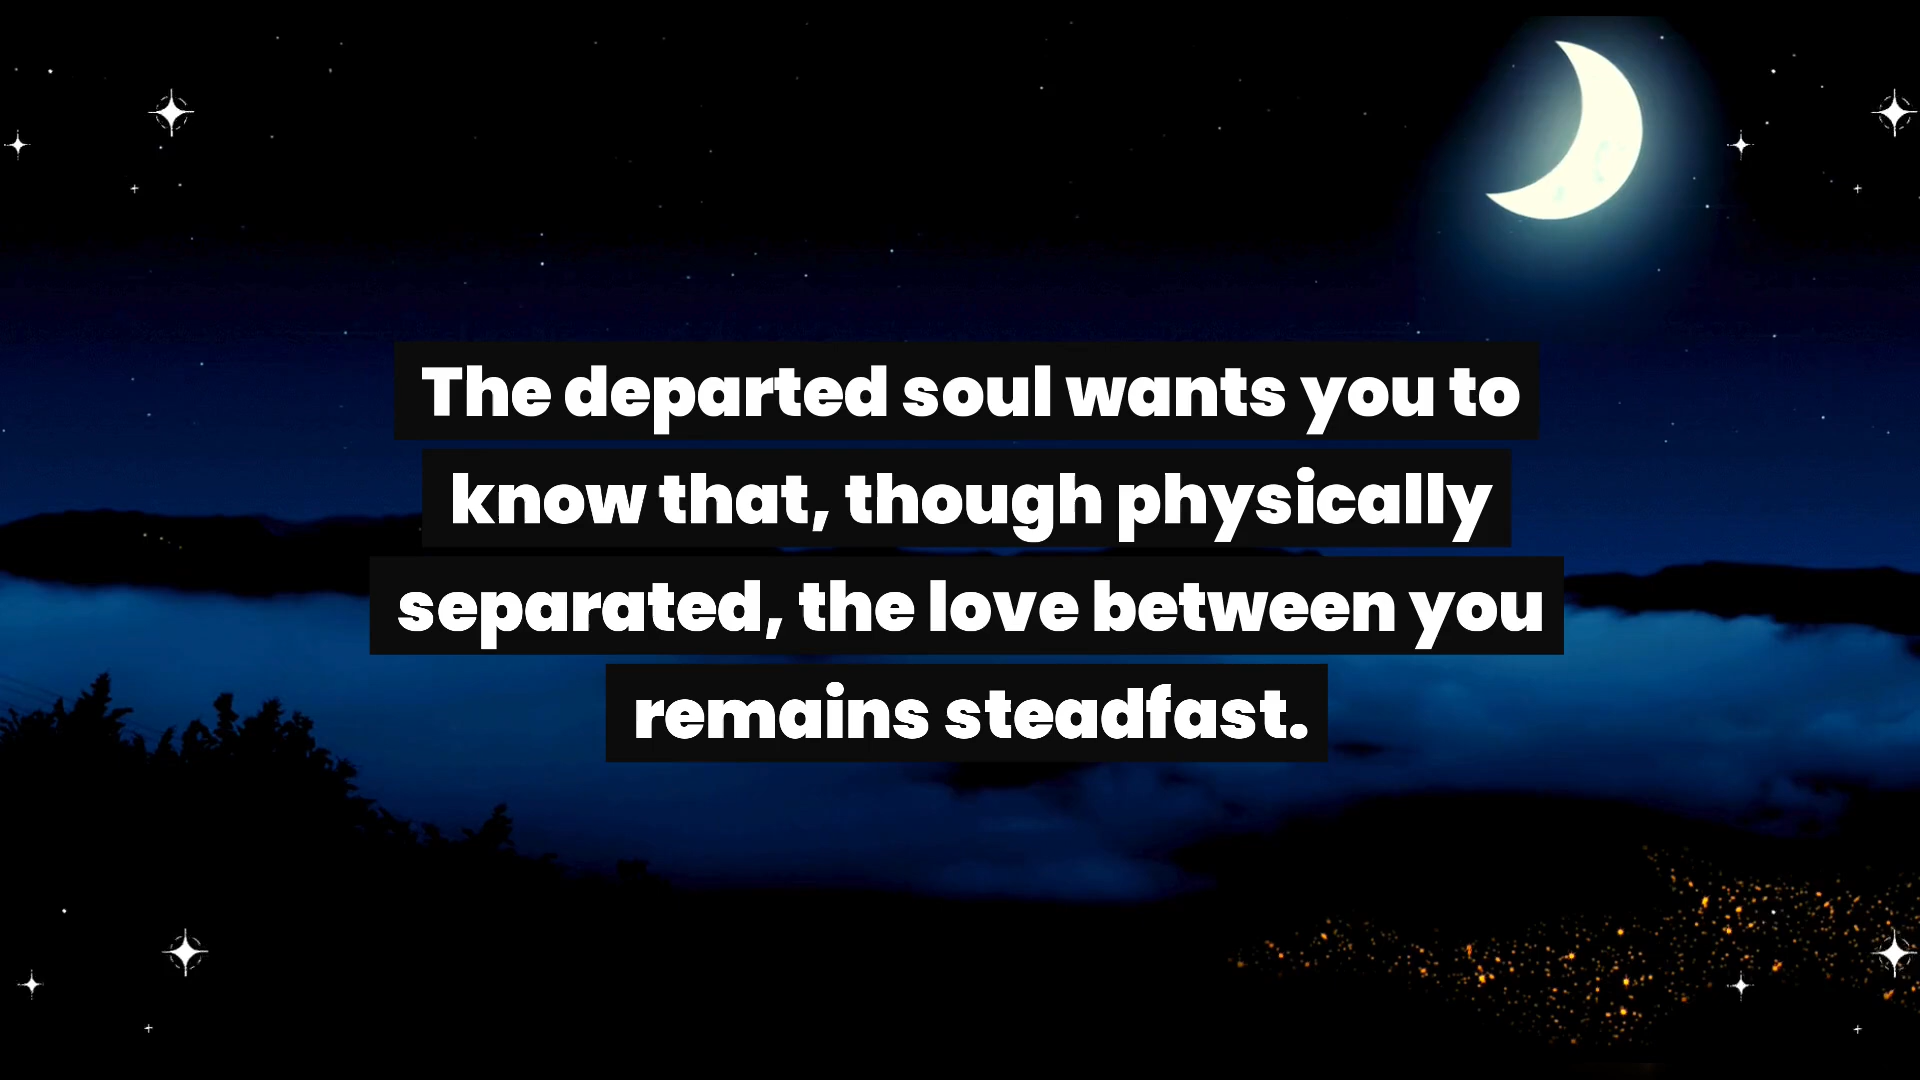 The departed soul wants you to
know that, though physically
separated, the love between you
remains steadfast.